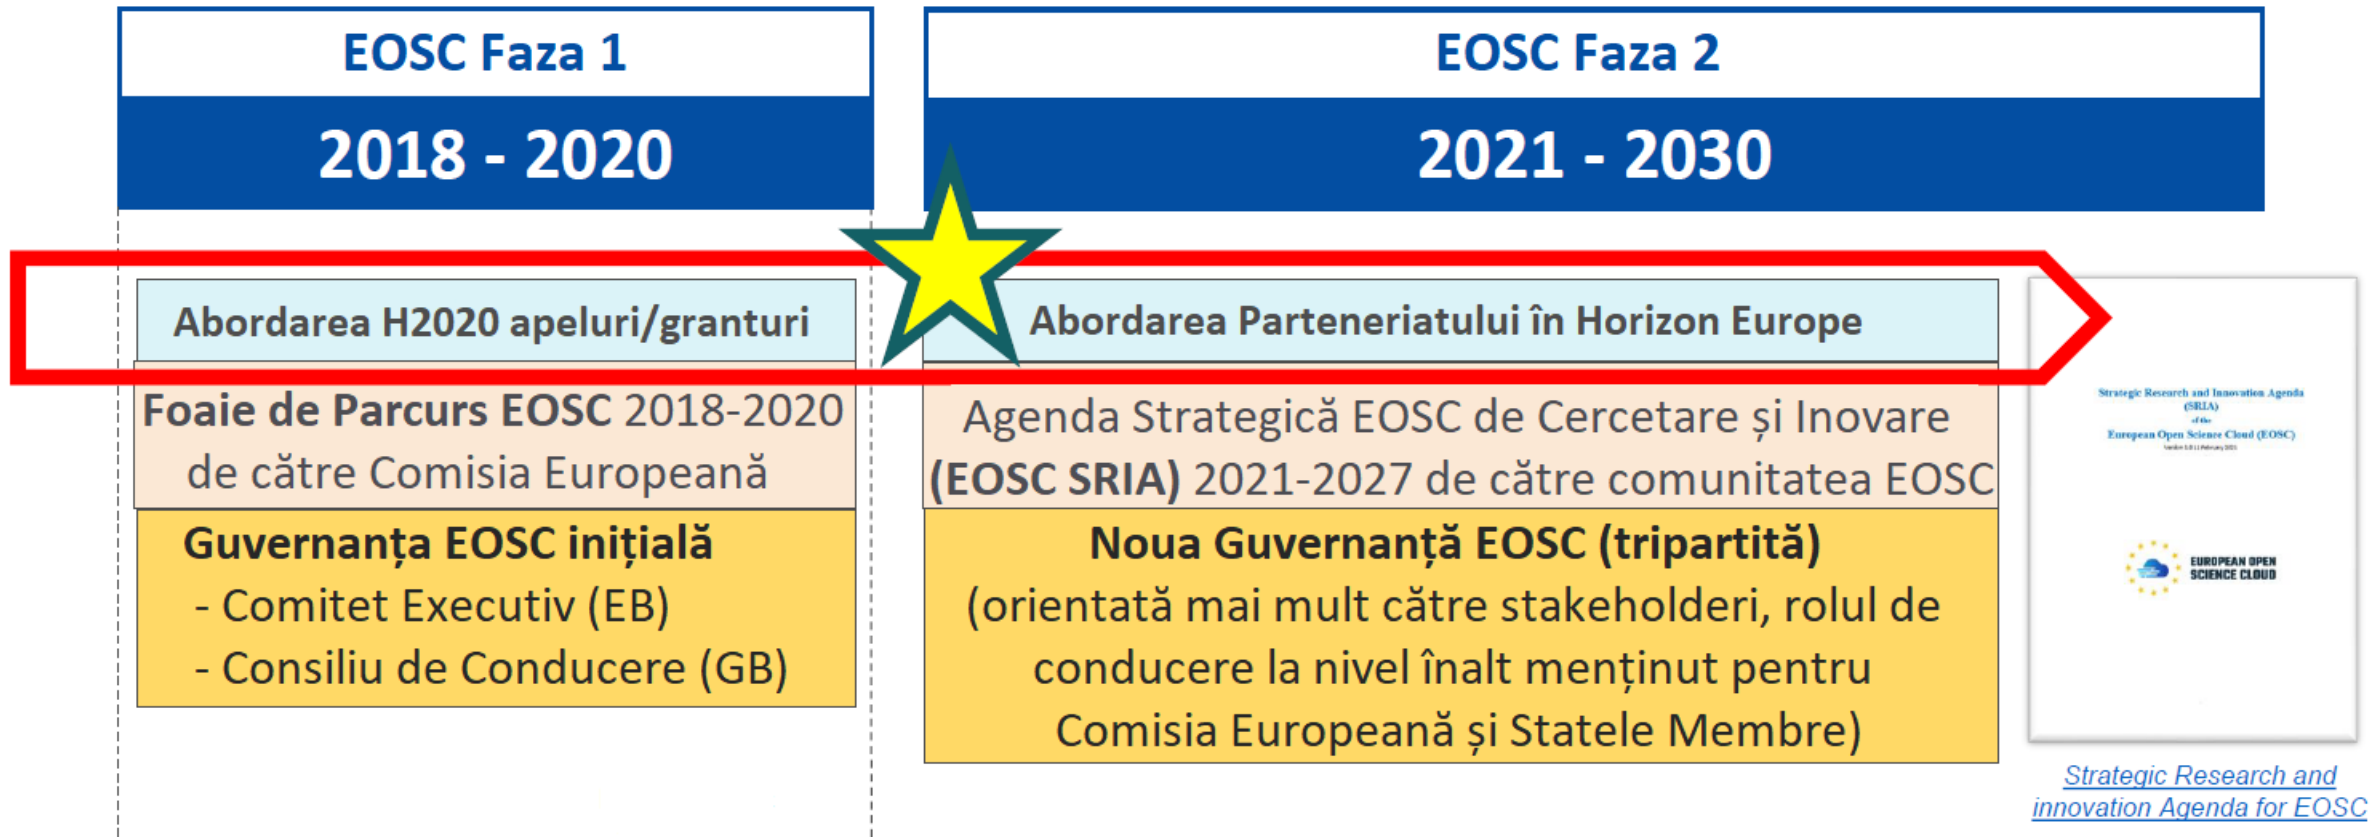 EOSC Faza 1
2018 - 2020
Abordarea H2020 apeluri/granturi
Foaie de Parcurs EOSC 2018-2020
de către Comisia Europeană
Guvernanța EOSC inițială
- Comitet Executiv (EB)
- Consiliu de Conducere (GB)
EOSC Faza 2
2021 - 2030
Abordarea Parteneriatului în Horizon Europe
Agenda Strategică EOSC de Cercetare și Inovare
(EOSC SRIA) 2021-2027 de către comunitatea EOSC
Noua Guvernanță EOSC (tripartită)
(orientată mai mult către stakeholderi, rolul de
conducere la nivel înalt menținut pentru
Comisia Europeană și Statele Membre)
Strategic Research and Innovation Agenda
(SRIA)
of the
European Open Science Cloud (EOSC)
EUROPEAN OPEN
SCIENCE CLOUD
Strategic Research and
innovation Agenda for EOSC